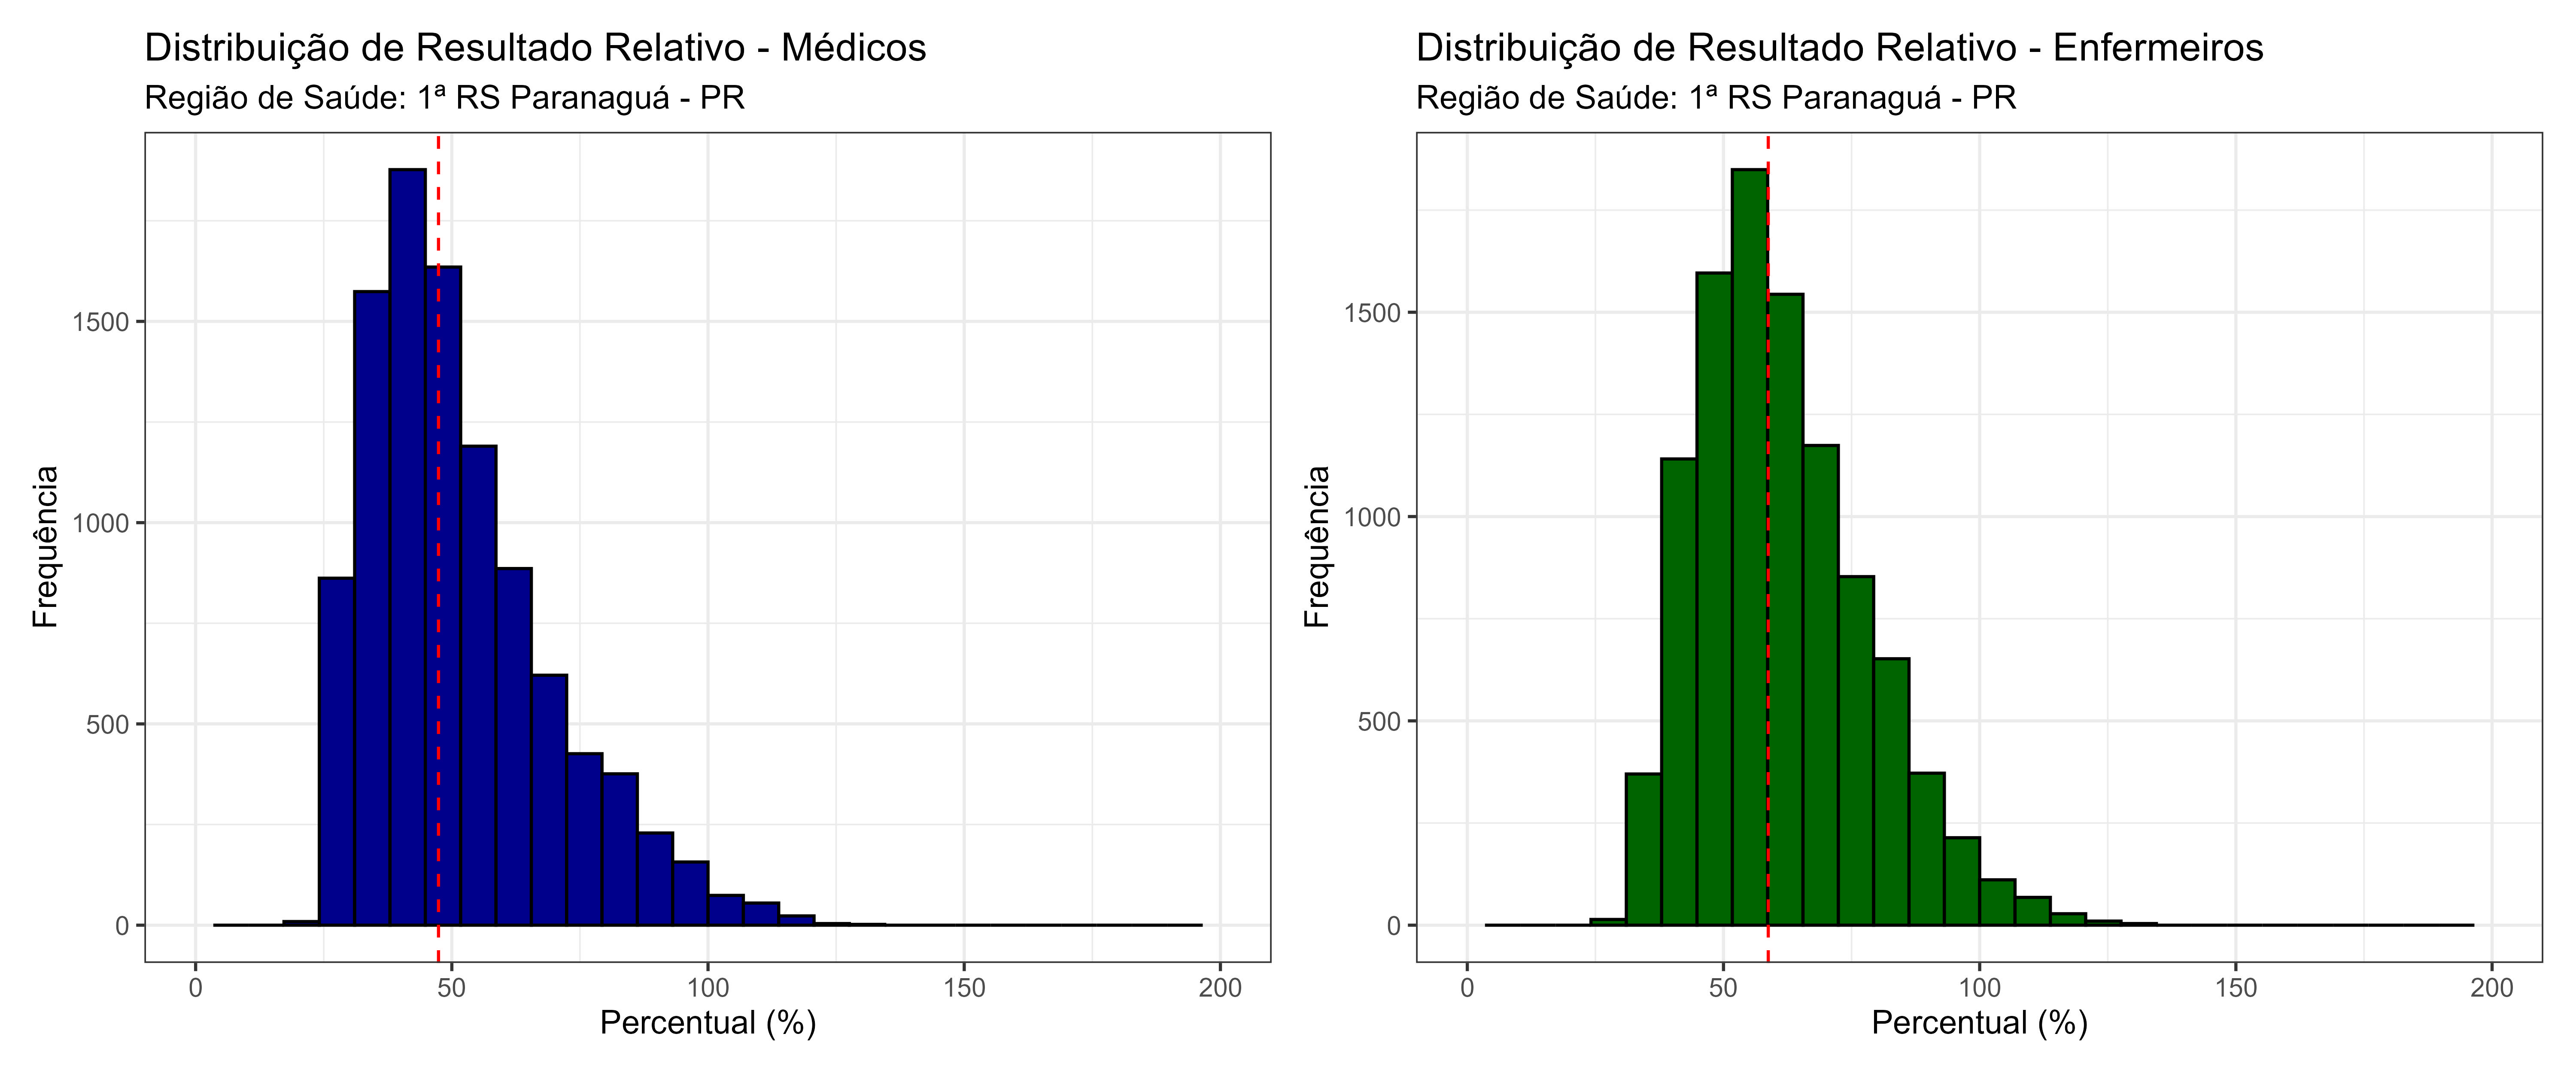 Distribuição de Resultado Relativo - Médicos
Região de Saúde: 1ª RS Paranaguá - PR
Frequência
1500
1000
500
0
0 50 100 150 200
Percentual (%)
Distribuição de Resultado Relativo - Enfermeiros
Região de Saúde: 1ª RS Paranaguá - PR
Frequência
1500
1000
500
0
0 50 100 150 200
Percentual (%)